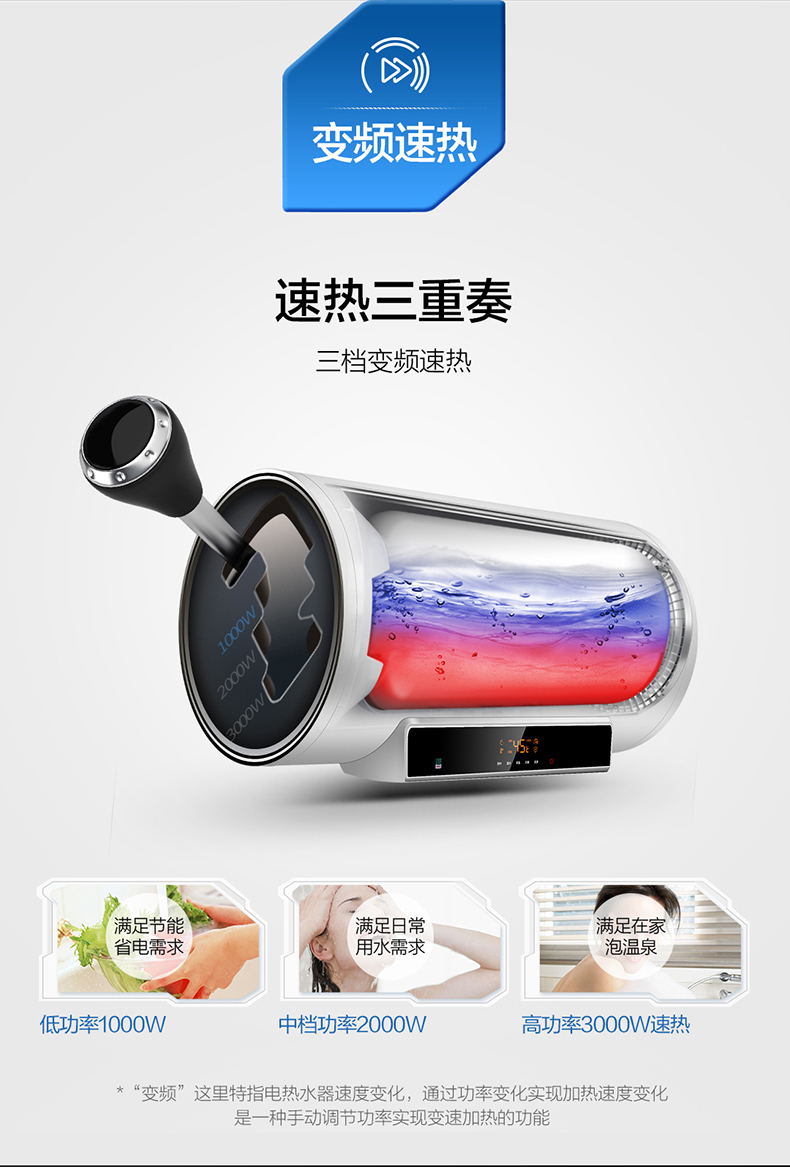 变频速热
速热三重奏
三档变频速热
1000W
2000W
3000W
45
满足节能
省电需求
满足日常
用水需求
满足在家
泡温泉
低功率1000W
中档功率2000W
高功率3000W速热
*“变频”这里特指电热水器速度变化，通过功率变化实现加热速度变化
是一种手动调节功率实现变速加热的功能